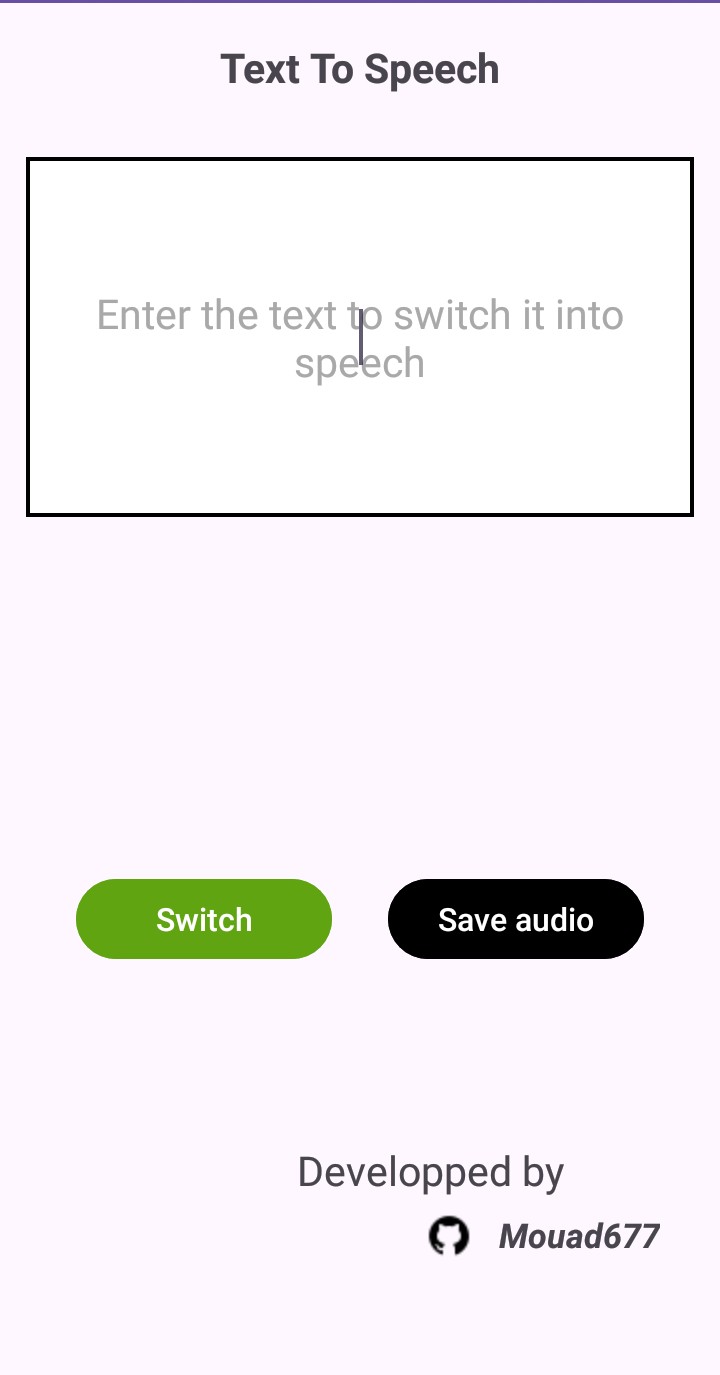 Text To Speech
Enter the text to switch it into
speech
Switch
Save audio
Developped by
Mouad677